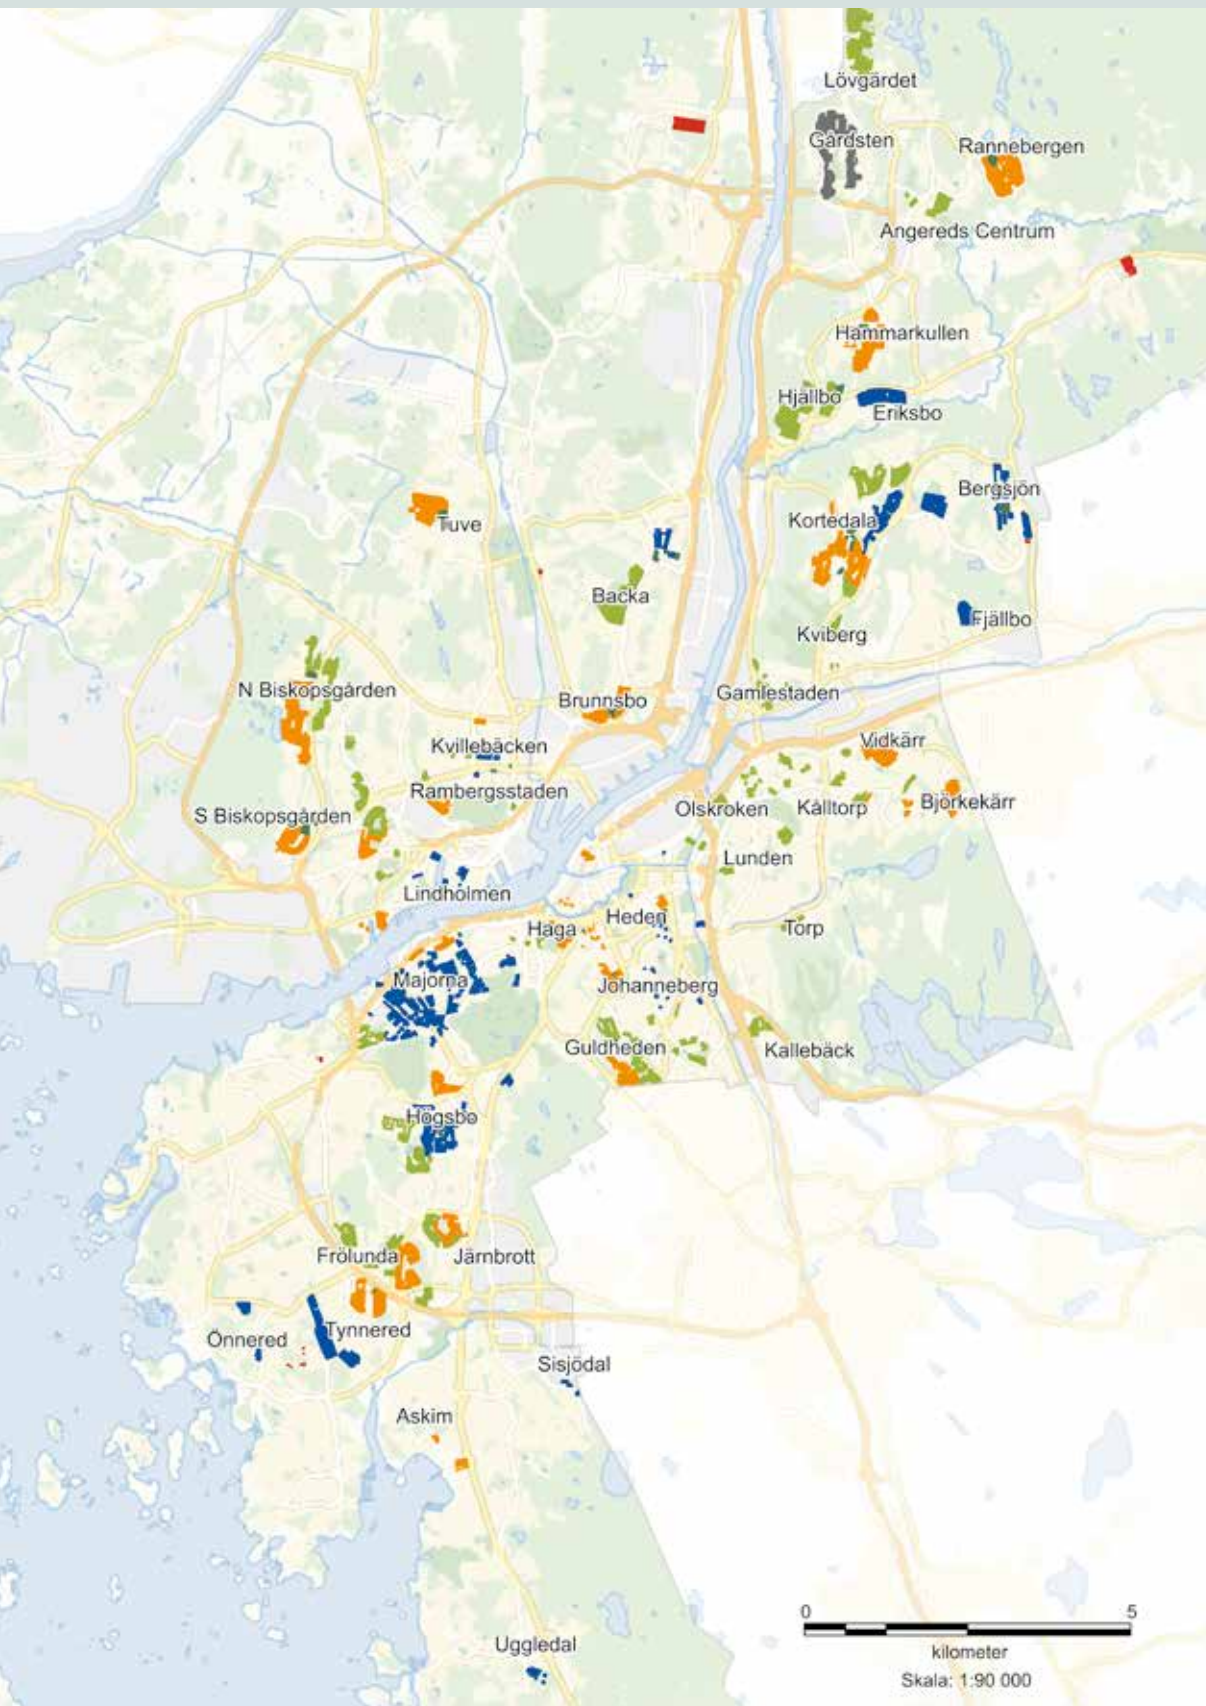 Lövgärdet
Gårdsten
Rannebergen
Angereds Centrum
Hammarkullen
Hjällbo
Eriksbo
Bergsjön
Kortedala
Tuve
Backa
Fjällbo
Kviberg
N Biskopsgården
Gamlestaden
Brunnsbo
Vidkärr
Kvillebäcken
Rambergsstaden
Olskroken
Kålltorp
Björkekärr
S Biskopsgården
Lunden
Lindholmen
Haga
Heden
Torp
Majorna
Johanneberg
Guldheden
Kallebäck
Högsbo
Frölunda
Järnbrott
Tynnered
Önnered
Sisjödal
Askim
0 5
kilometer
Skala: 1:90 000
Uggledal